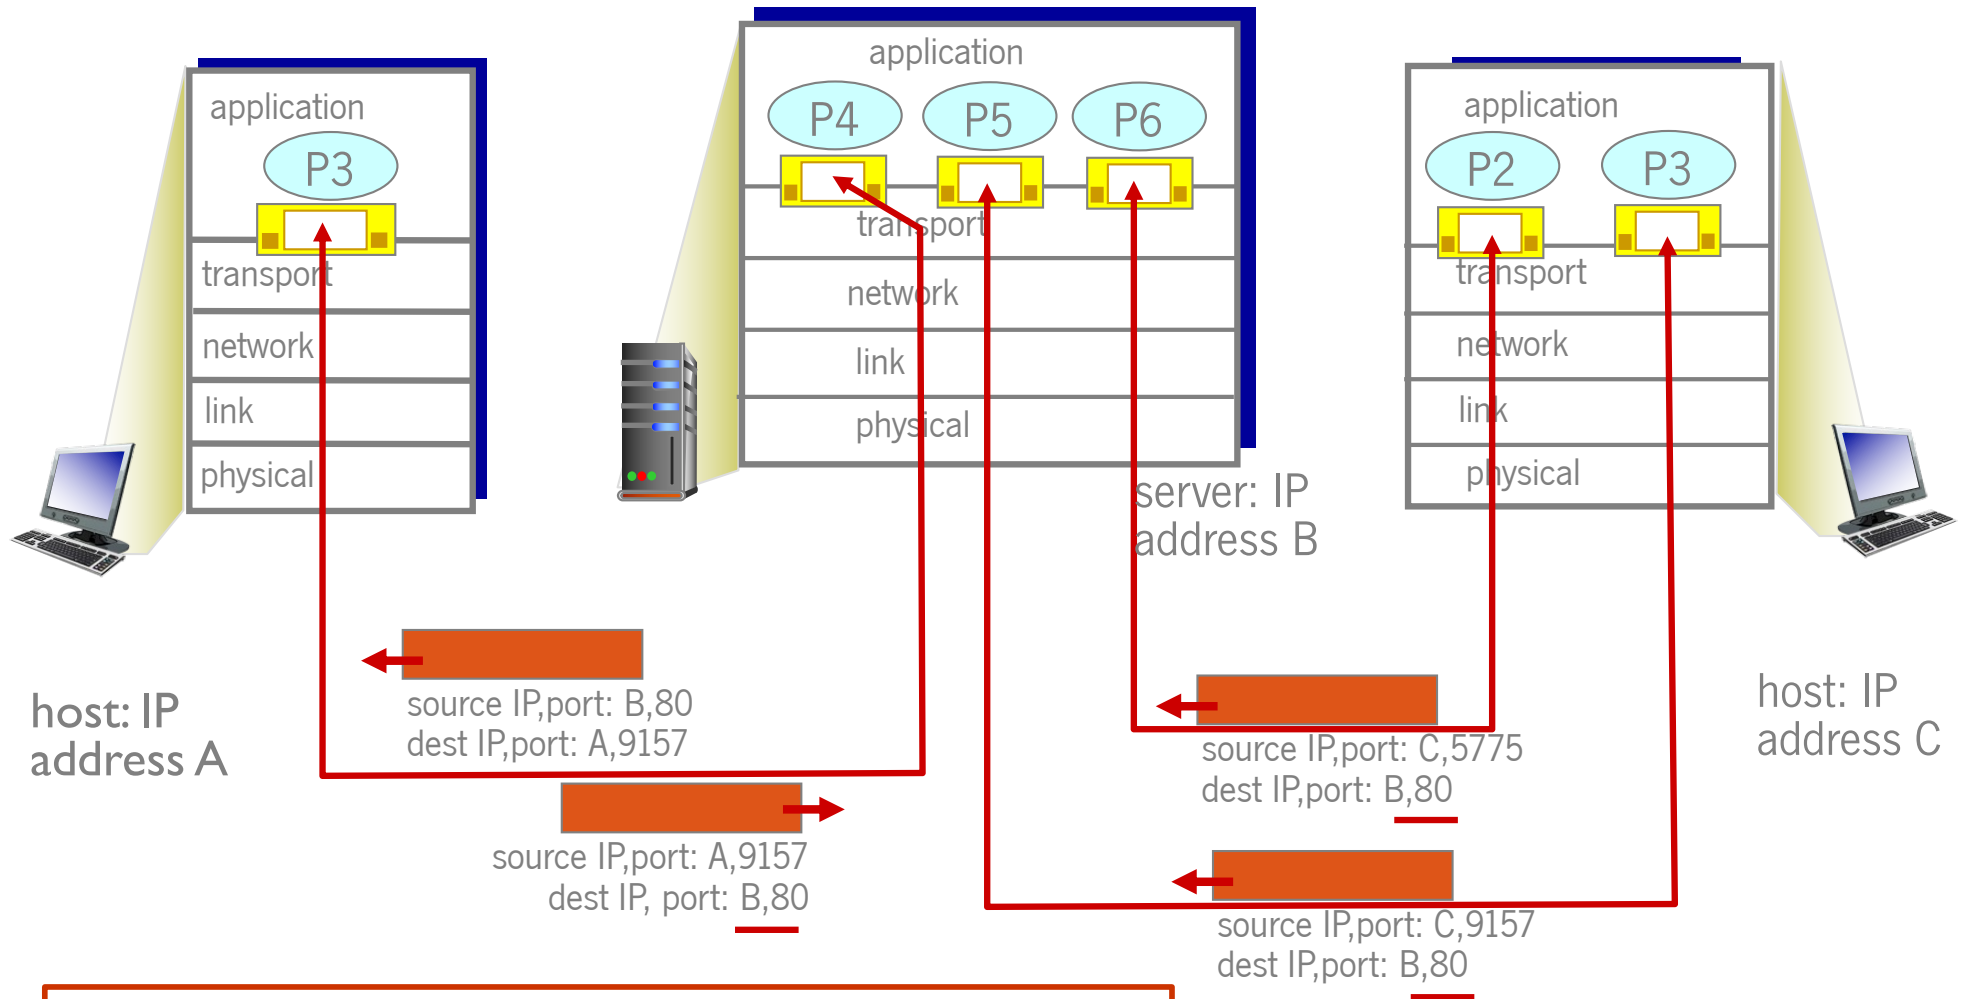 application
P3
transport
network
link
physical
host: IP
address A
application
P4
P5
P6
transport
network
link
physical
server: IP
address B
application
P2
P3
transport
network
link
physical
host: IP
address C
source IP,port: B,80
dest IP,port: A,9157
source IP,port: A,9157
dest IP, port: B,80
source IP,port: C,5775
dest IP,port: B,80
source IP,port: C,9157
dest IP,port: B,80